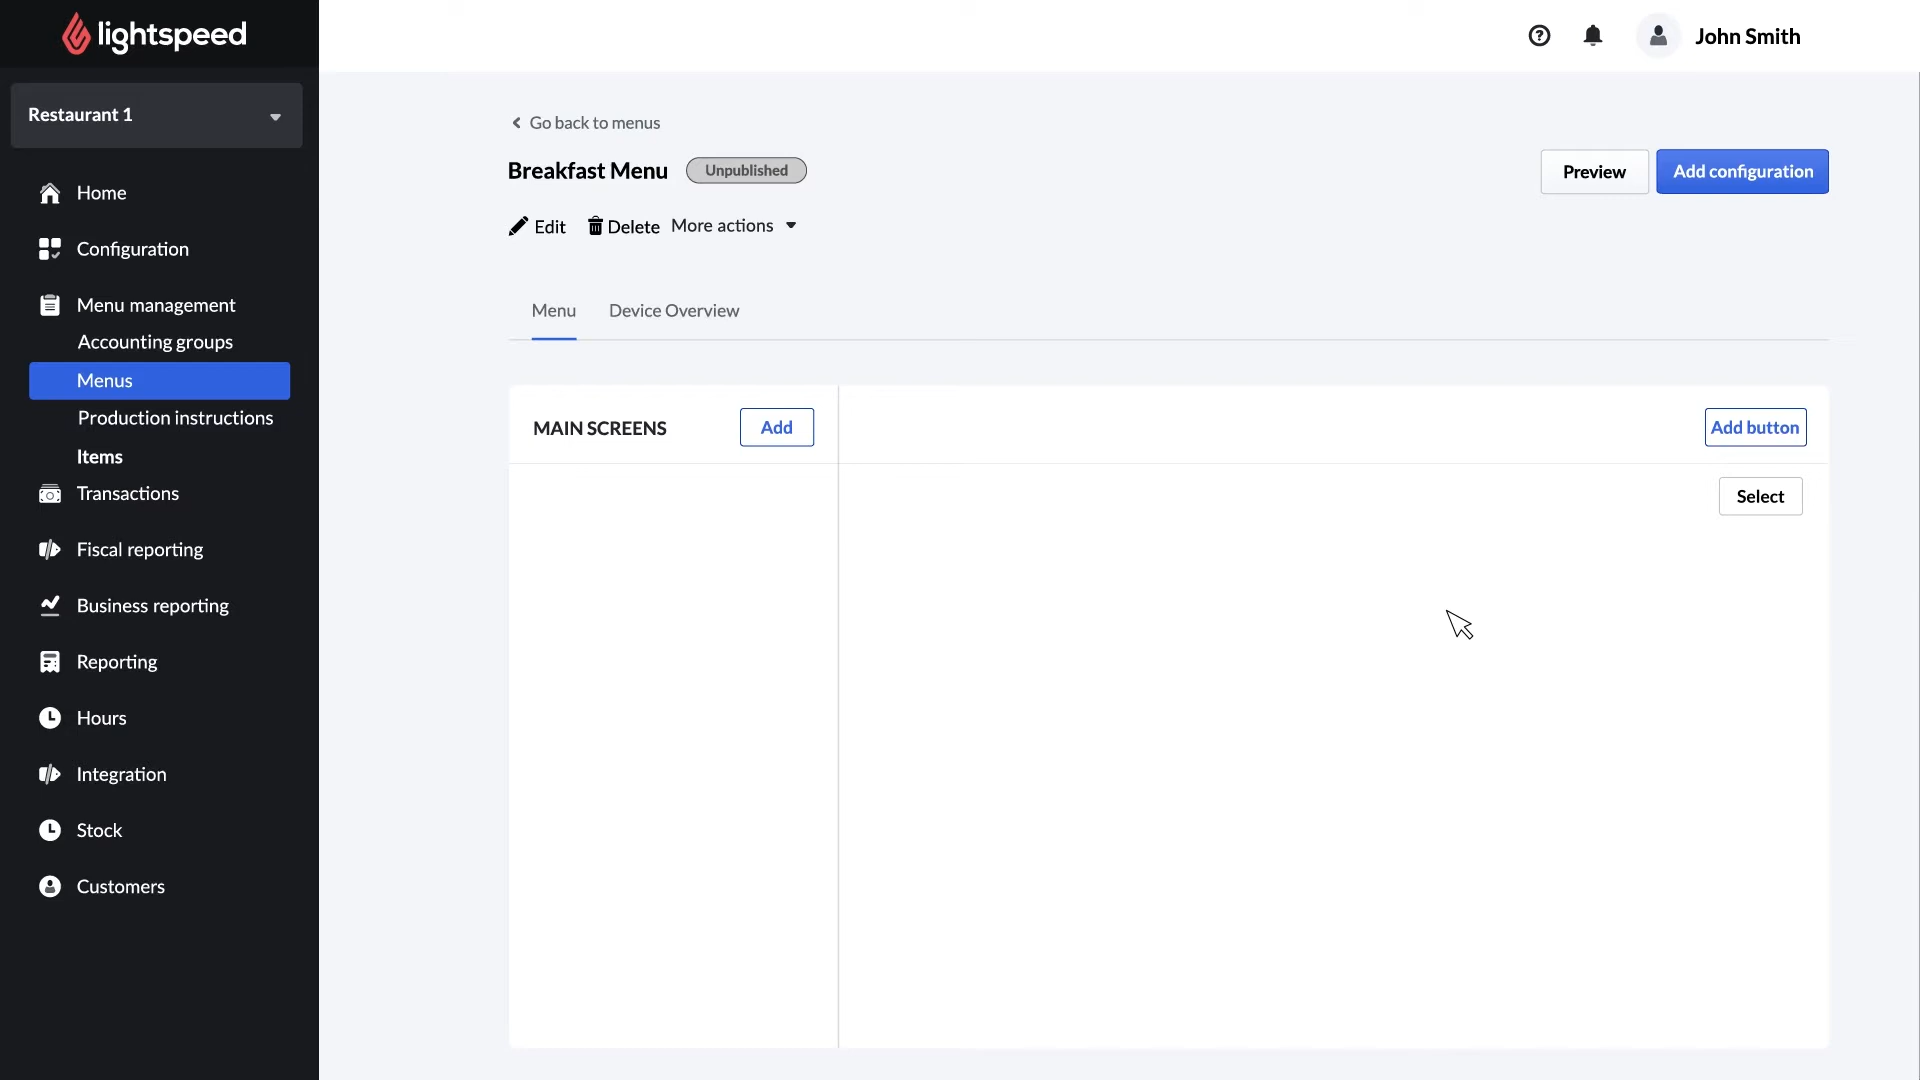 lightspeed
John Smith
Restaurant 1
Home
Configuration
Menu management
Accounting groups
Menus
Production instructions
Items
Transactions
Fiscal reporting
Business reporting
Reporting
Hours
Integration
Stock
Customers
Go back to menus
Breakfast Menu Unpublished
Preview Add configuration
Edit Delete More actions
Menu Device Overview
MAIN SCREENS Add Add button
Select